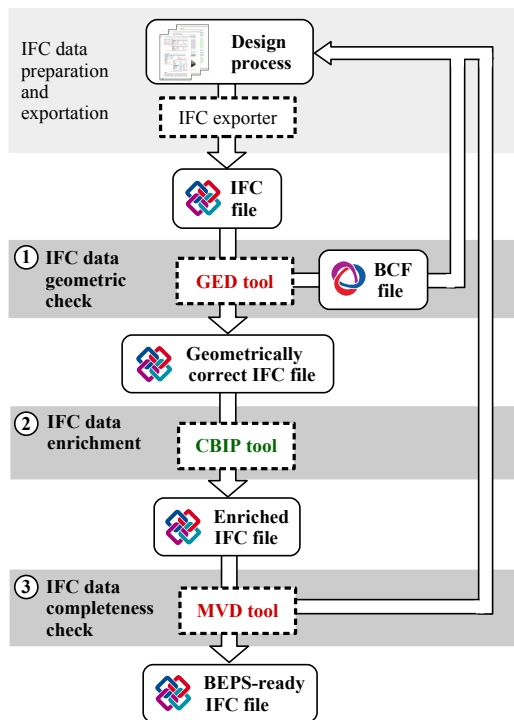 IFC data
preparation
and
exportation
Design
process
IFC exporter
IFC
file
1 IFC data
geometric
check
GED tool
BCF
file
Geometrically
correct IFC file
2 IFC data
enrichment
CBIP tool
Enriched
IFC file
3 IFC data
completeness
check
MVD tool
BEPS-ready
IFC file